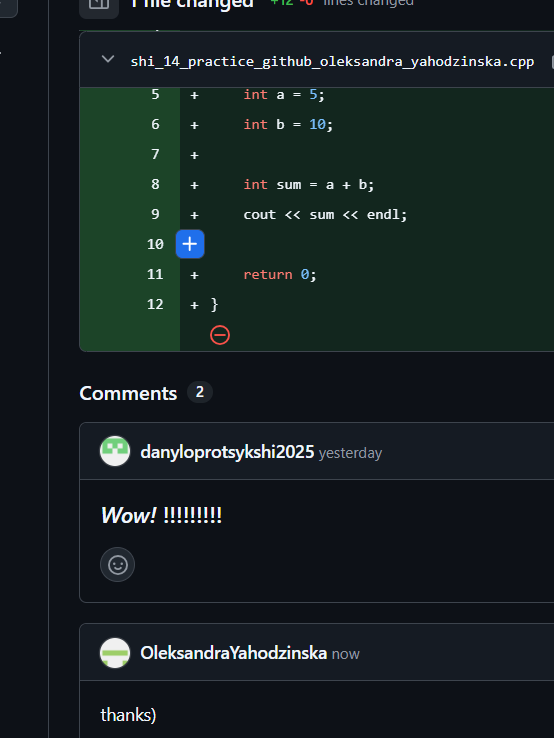 1 file changed +12 -0 lines changed
shi_14_practice_github_oleksandra_yahodzinska.cpp
5 + int a = 5;
6 + int b = 10;
7 +
8 + int sum = a + b;
9 + cout << sum << endl;
10 +
11 + return 0;
12 + }
Comments 2
danyloprotsykshi2025 yesterday
Wow! !!!!!!!!!
OleksandraYahodzinska now
thanks)